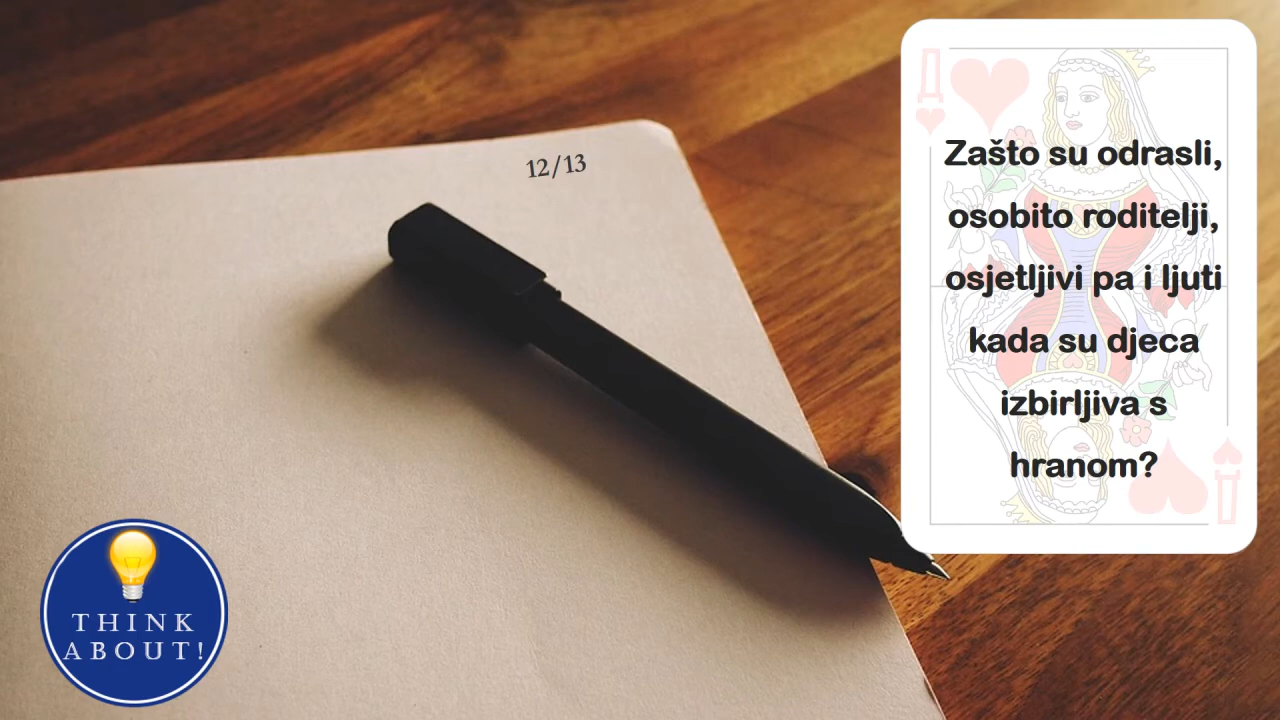 12/13
Д
Zašto su odrasli,
osobito roditelji,
osjetljivi pa i ljuti
kada su djeca
izbirljiva s
hranom?
Д
THINK
ABOUT!